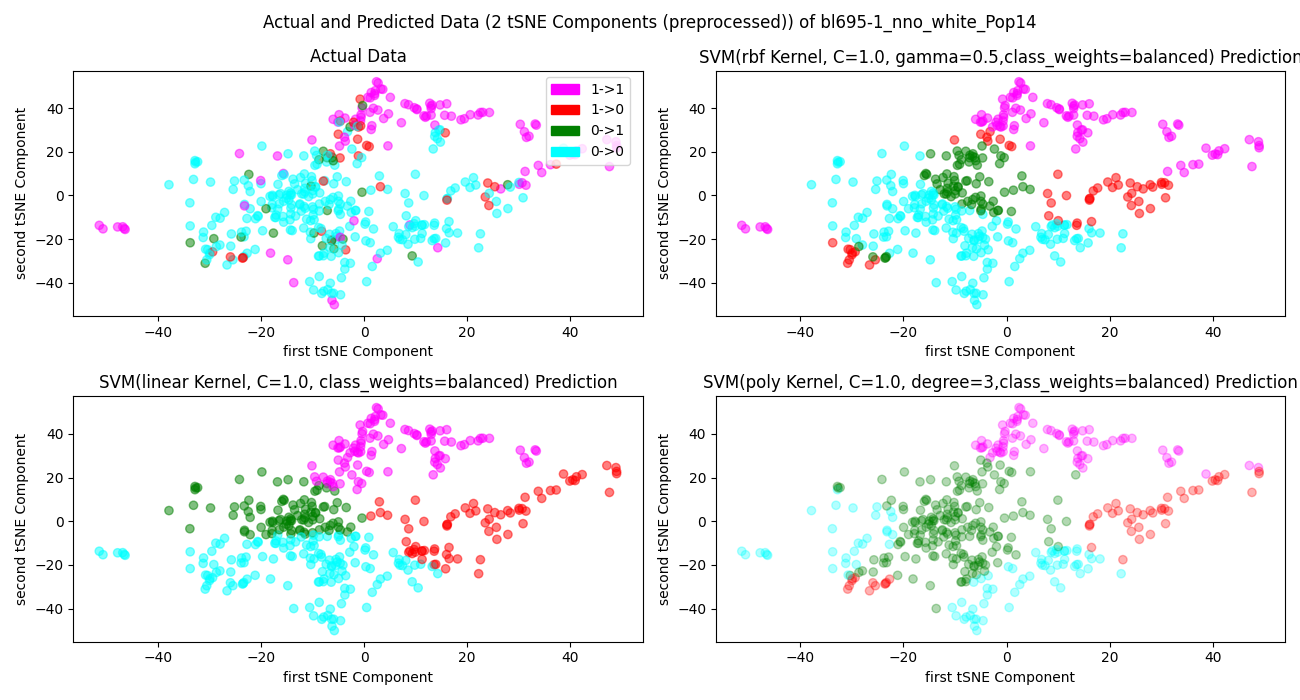 Actual and Predicted Data (2 tSNE Components (preprocessed)) of bl695-1_nno_white_Pop14
Actual Data
second tSNE Component
40
20
0
−20
−40
1->1
1->0
0->1
0->0
−40 −20 0 20 40
first tSNE Component
SVM(rbf Kernel, C=1.0, gamma=0.5,class_weights=balanced) Prediction
second tSNE Component
40
20
0
−20
−40
−40 −20 0 20 40
first tSNE Component
SVM(linear Kernel, C=1.0, class_weights=balanced) Prediction
second tSNE Component
40
20
0
−20
−40
−40 −20 0 20 40
first tSNE Component
SVM(poly Kernel, C=1.0, degree=3,class_weights=balanced) Prediction
second tSNE Component
40
20
0
−20
−40
−40 −20 0 20 40
first tSNE Component